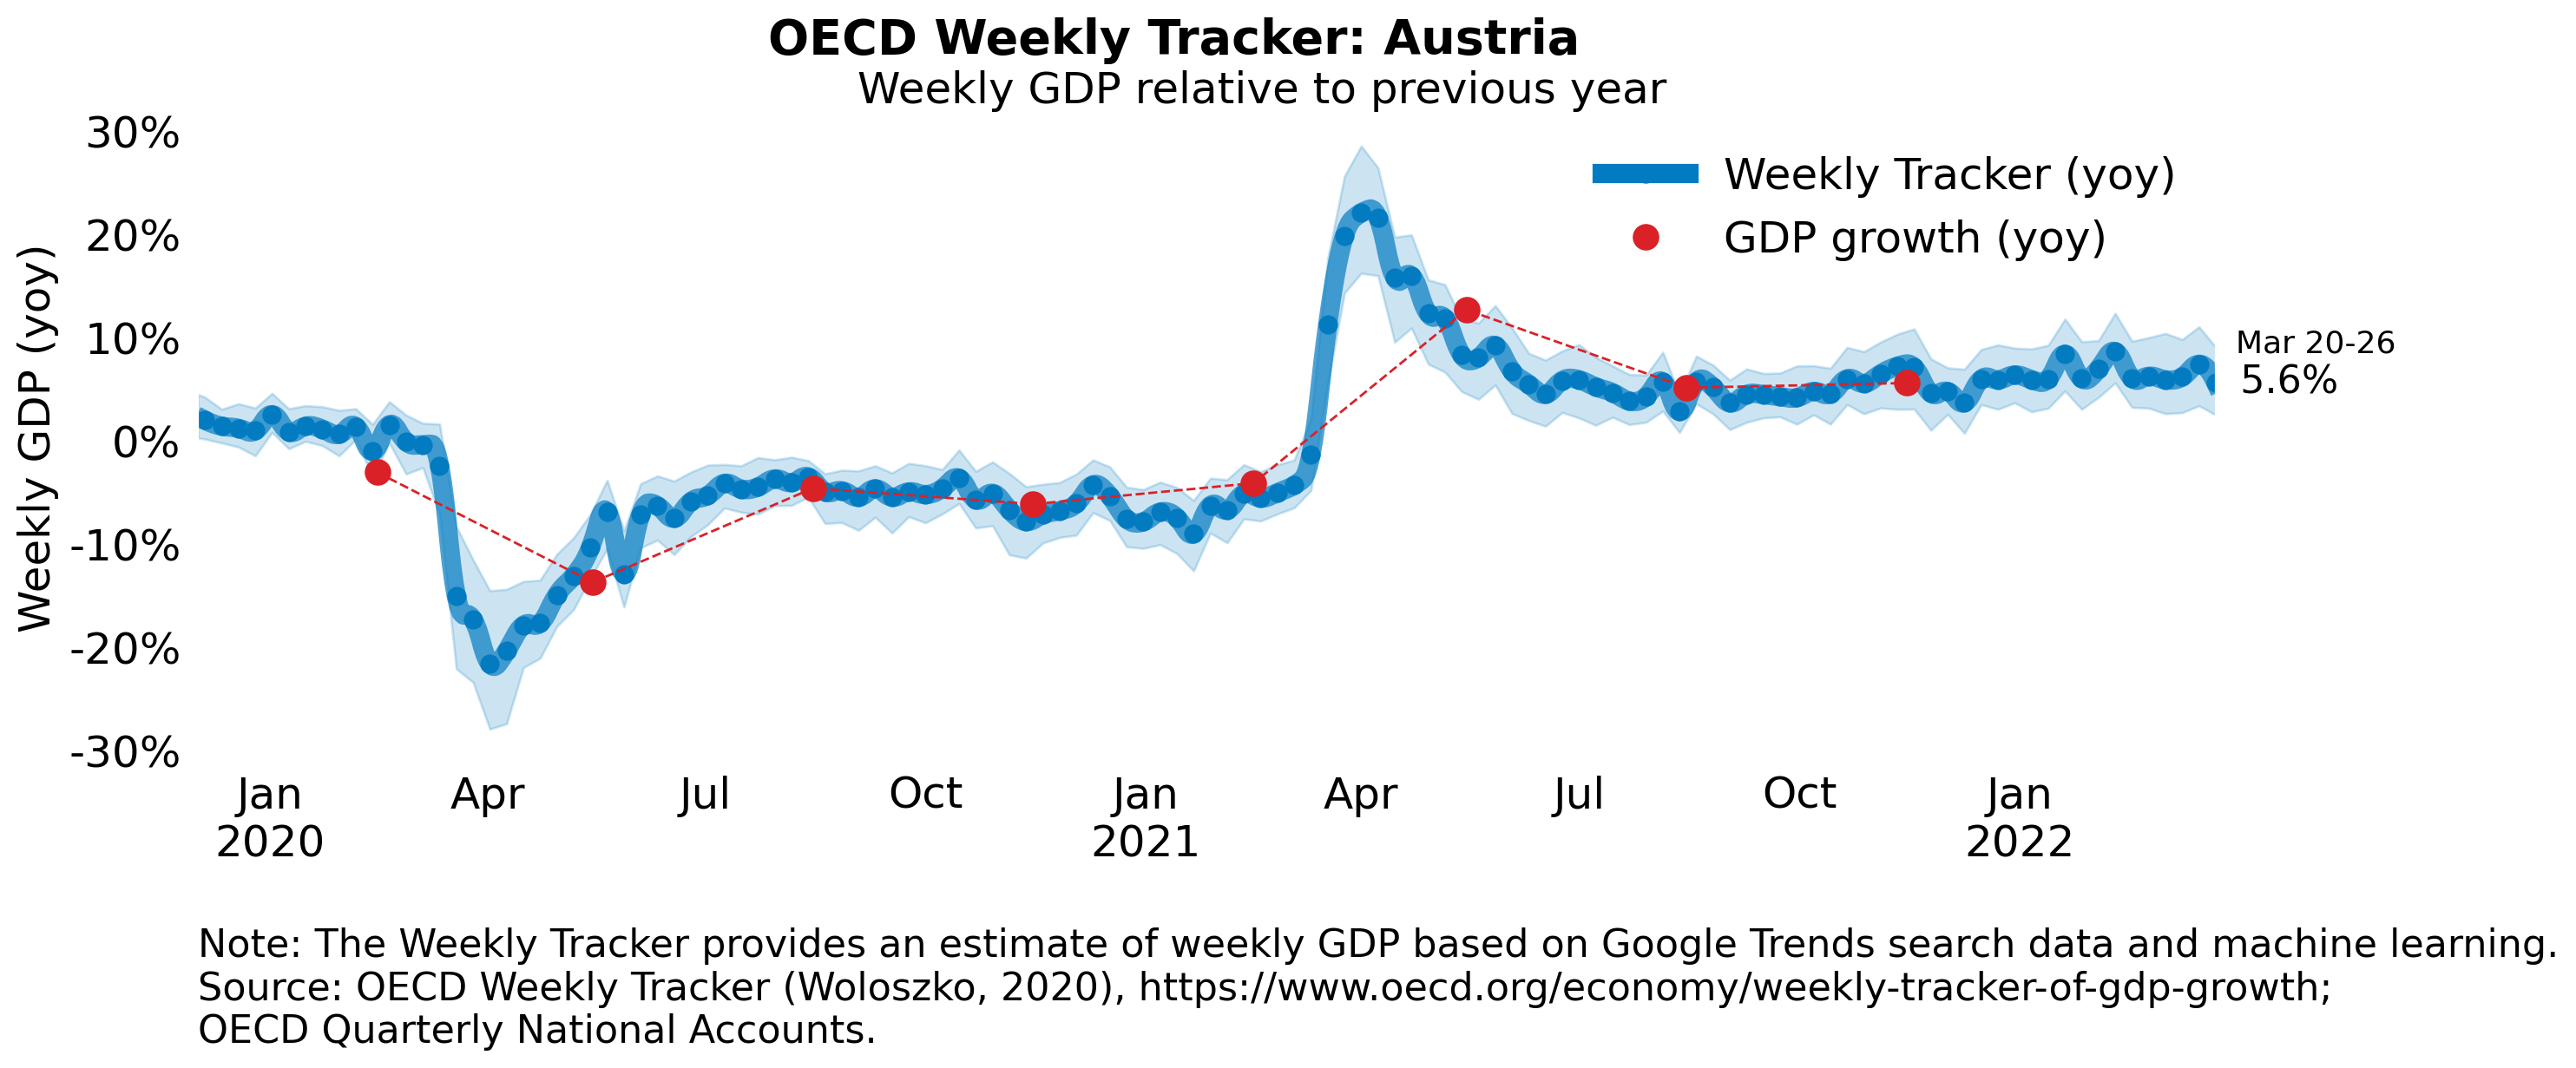 OECD Weekly Tracker: Austria
Weekly GDP relative to previous year
Weekly GDP (yoy)
30%
20%
10%
0%
-10%
-20%
-30%
Weekly Tracker (yoy)
GDP growth (yoy)
Mar 20-26
5.6%
Jan
2020
Apr
Jul
Oct
Jan
2021
Apr
Jul
Oct
Jan
2022
Note: The Weekly Tracker provides an estimate of weekly GDP based on Google Trends search data and machine learning.
Source: OECD Weekly Tracker (Woloszko, 2020), https://www.oecd.org/economy/weekly-tracker-of-gdp-growth;
OECD Quarterly National Accounts.